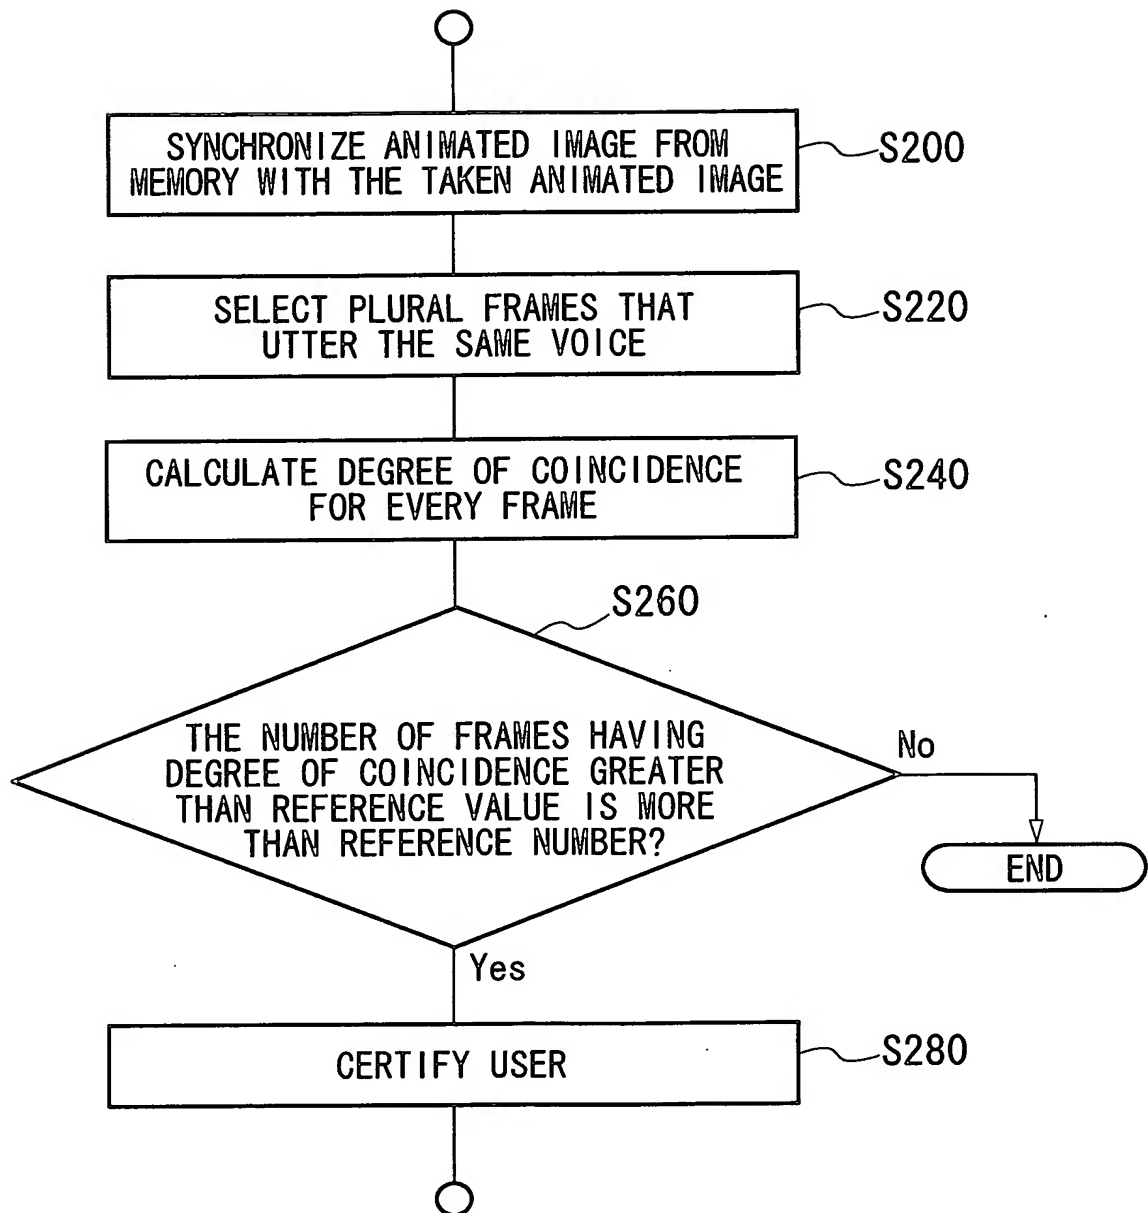 SYNCHRONIZE ANIMATED IMAGE FROM
MEMORY WITH THE TAKEN ANIMATED IMAGE
S200
SELECT PLURAL FRAMES THAT
UTTER THE SAME VOICE
S220
CALCULATE DEGREE OF COINCIDENCE
FOR EVERY FRAME
S240
S260
THE NUMBER OF FRAMES HAVING
DEGREE OF COINCIDENCE GREATER
THAN REFERENCE VALUE IS MORE
THAN REFERENCE NUMBER?
No
END
Yes
CERTIFY USER
S280